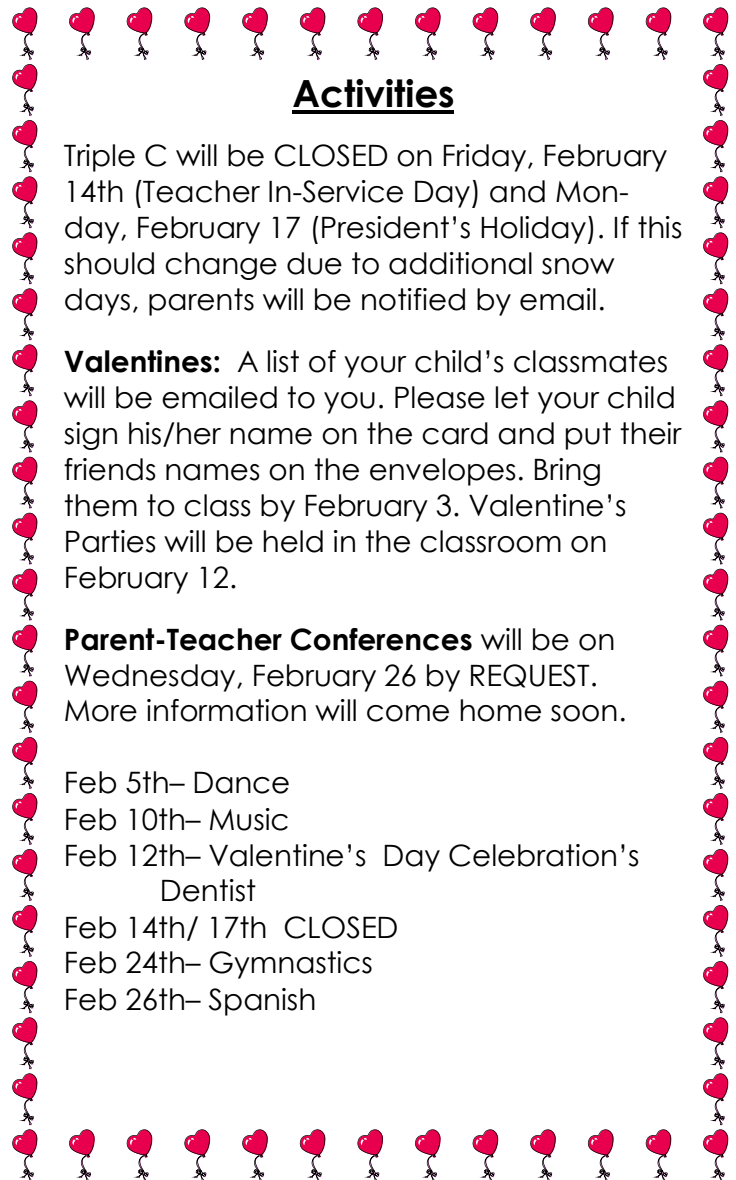 Activities
Triple C will be CLOSED on Friday, February
14th (Teacher In-Service Day) and Mon-
day, February 17 (President’s Holiday). If this
should change due to additional snow
days, parents will be notified by email.
Valentines:  A list of your child’s classmates
will be emailed to you. Please let your child
sign his/her name on the card and put their
friends names on the envelopes. Bring
them to class by February 3. Valentine’s
Parties will be held in the classroom on
February 12.
Parent-Teacher Conferences will be on
Wednesday, February 26 by REQUEST.
More information will come home soon.
Feb 5th– Dance
Feb 10th– Music
Feb 12th– Valentine’s  Day Celebration’s
Dentist
Feb 14th/ 17th  CLOSED
Feb 24th– Gymnastics
Feb 26th– Spanish